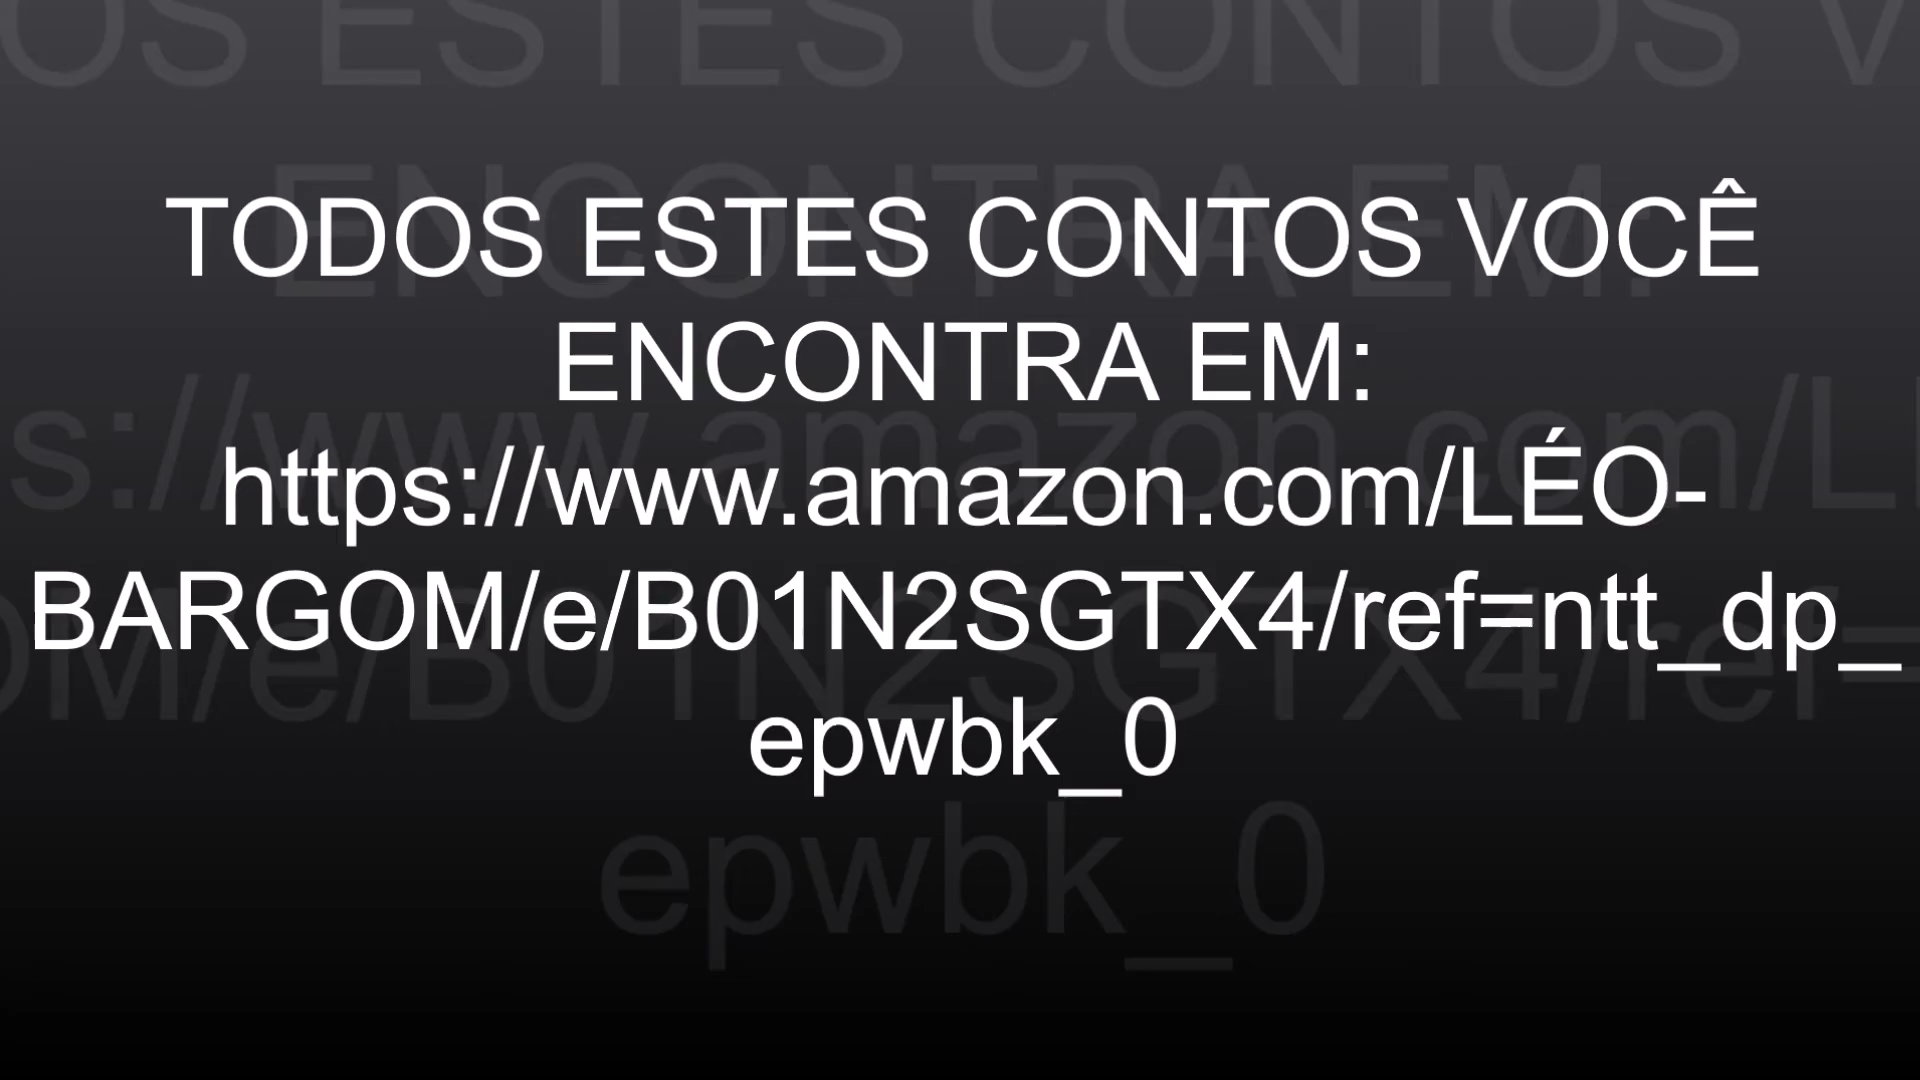 TODOS ESTES CONTOS VOCÊ
ENCONTRA EM:
https://www.amazon.com/LÉO-
BARGOM/e/B01N2SGTX4/ref=ntt_dp_
epwbk_0